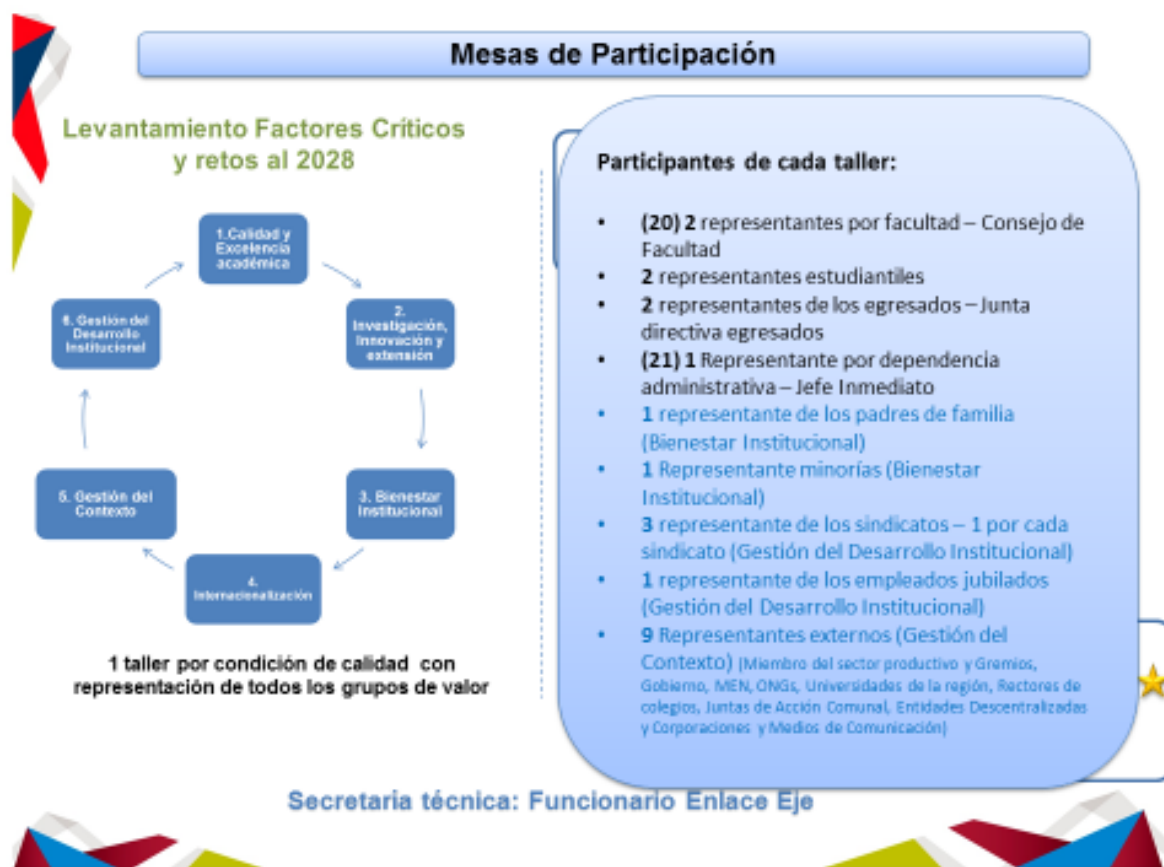 Mesas de Participación
Levantamiento Factores Críticos
y retos al 2028
1.Calidad y
Excelencia
académica
2.
Investigación,
Innovación y
extensión
3. Bienestar
Institucional
4.
Internacionalización
5. Gestión del
Contexto
6. Gestión del
Desarrollo
Institucional
1 taller por condición de calidad con
representación de todos los grupos de valor
Participantes de cada taller:
• (20) 2 representantes por facultad – Consejo de
Facultad
• 2 representantes estudiantiles
• 2 representantes de los egresados – Junta
directiva egresados
• (21) 1 Representante por dependencia
administrativa – Jefe Inmediato
• 1 representante de los padres de familia
(Bienestar Institucional)
• 1 Representante minorías (Bienestar
Institucional)
• 3 representante de los sindicatos – 1 por cada
sindicato (Gestión del Desarrollo Institucional)
• 1 representante de los empleados jubilados
(Gestión del Desarrollo Institucional)
• 9 Representantes externos (Gestión del
Contexto) (Miembro del sector productivo y Gremios,
Gobierno, MEN, ONGs, Universidades de la región, Rectores de
colegios, Juntas de Acción Comunal, Entidades Descentralizadas
y Corporaciones y Medios de Comunicación)
Secretaria técnica: Funcionario Enlace Eje